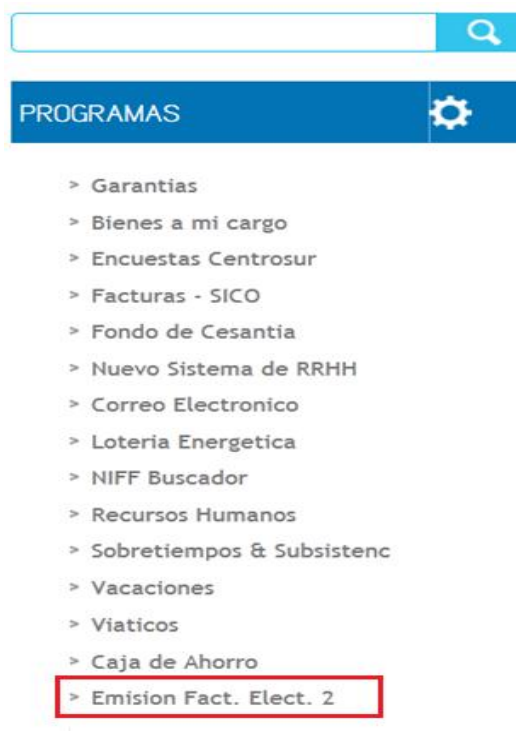 PROGRAMAS
> Garantias
> Bienes a mi cargo
> Encuestas Centrosur
> Facturas - SICO
> Fondo de Cesantia
> Nuevo Sistema de RRHH
> Correo Electronico
> Loteria Energetica
> NIFF Buscador
> Recursos Humanos
> Sobretiempos & Subsistenc
> Vacaciones
> Viaticos
> Caja de Ahorro
> Emision Fact. Elect. 2